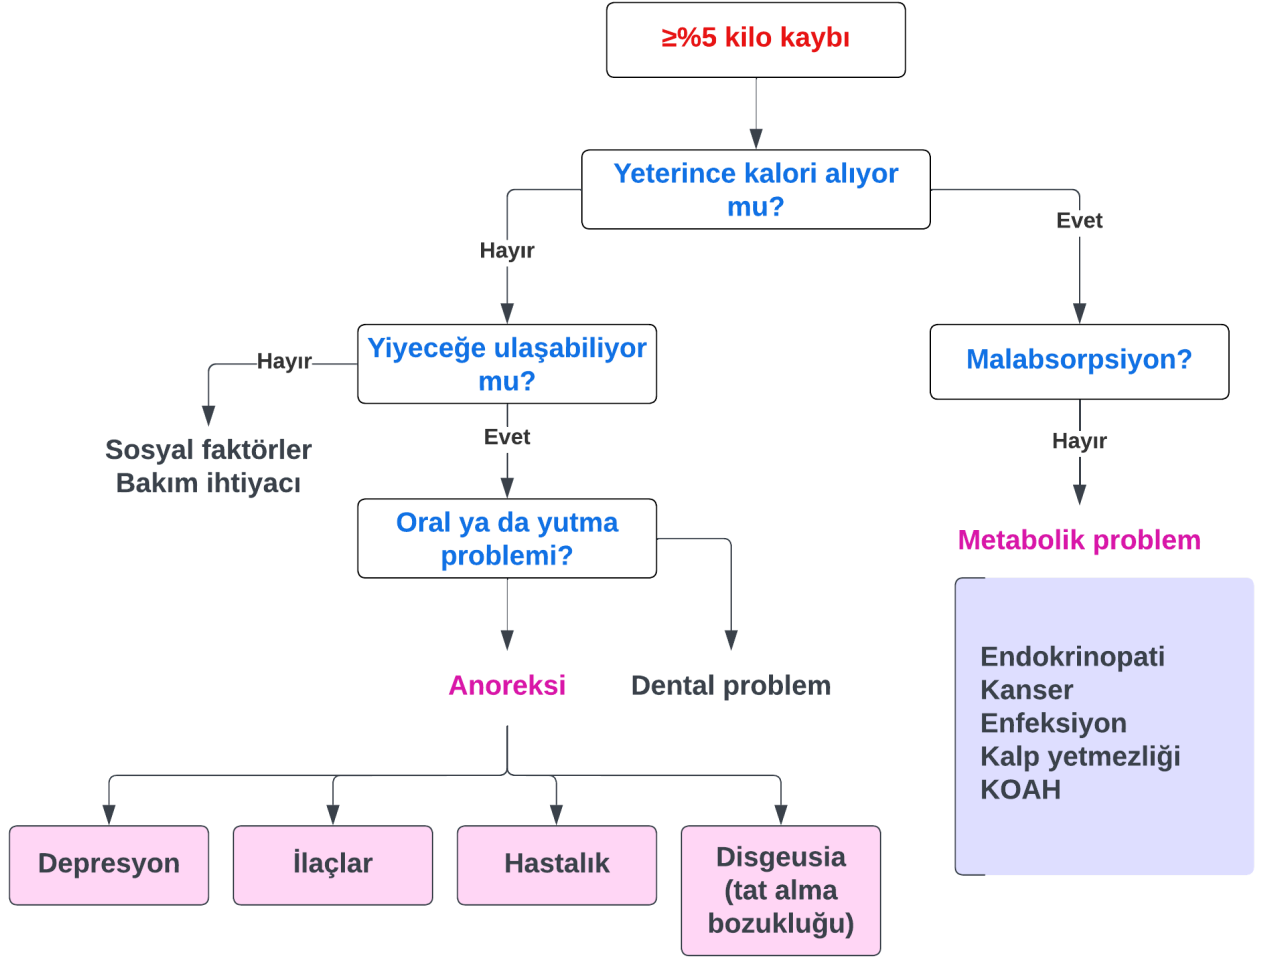 ≥%5 kilo kaybı
Yeterince kalori alıyor
mu?
Hayır
Evet
Yiyeceğe ulaşabiliyor
mu?
Malabsorpsiyon?
Hayır
Sosyal faktörler
Bakım ihtiyacı
Evet
Hayır
Oral ya da yutma
problemi?
Metabolik problem
Anoreksi
Dental problem
Endokrinopati
Kanser
Enfeksiyon
Kalp yetmezliği
KOAH
Depresyon
İlaçlar
Hastalık
Disgeusia
(tat alma
bozukluğu)